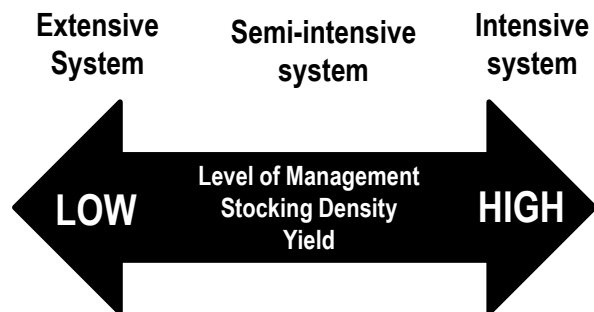 Extensive
System
Semi-intensive
system
Intensive
system
LOW
Level of Management
Stocking Density
Yield
HIGH